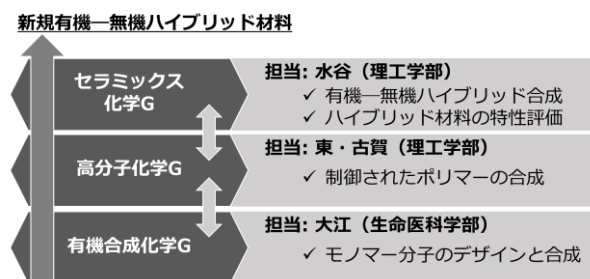 新規有機―無機ハイブリッド材料
セラミックス
化学G
担当: 水谷（理工学部）
✓ 有機―無機ハイブリッド合成
✓ ハイブリッド材料の特性評価
高分子化学G
担当: 東・古賀（理工学部）
✓ 制御されたポリマーの合成
有機合成化学G
担当: 大江（生命医科学部）
✓ モノマー分子のデザインと合成